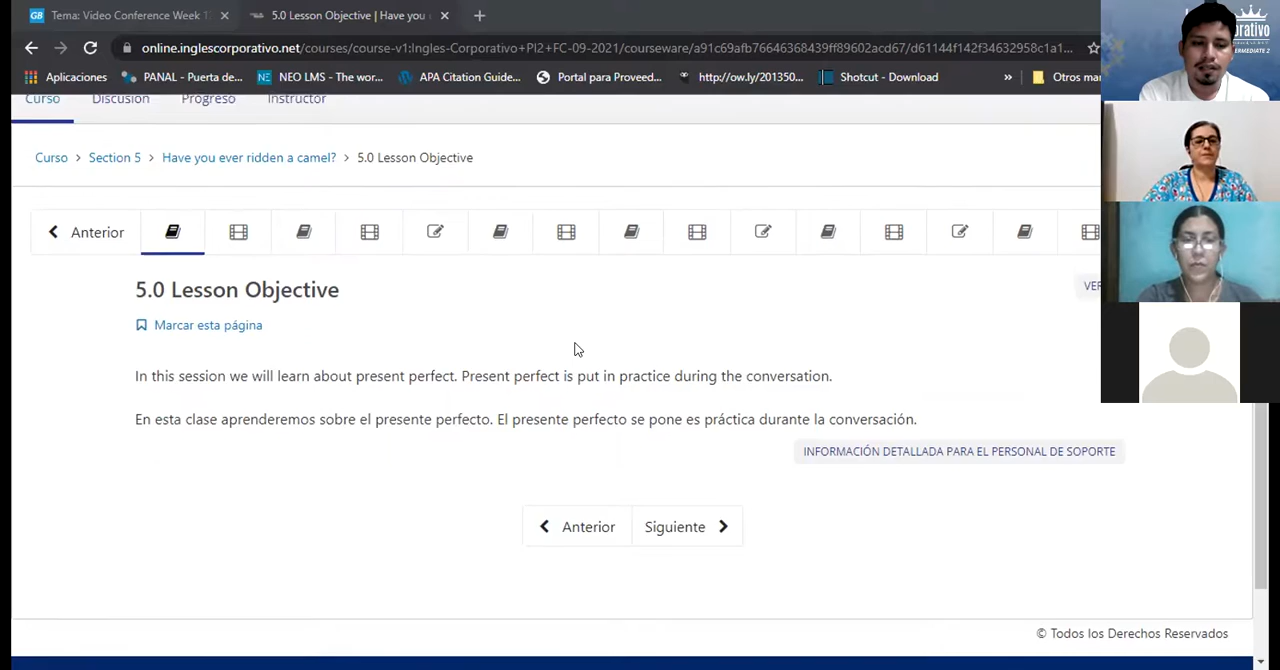 Tema: Video Conference Week 1
5.0 Lesson Objective | Have you
online.inglescorporativo.net/courses/course-v1:Ingles-Corporativo+PI2+FC-09-2021/courseware/a91c69afb76646368439ff89602acd67/d61144f142f34632958c1a1...
Aplicaciones PANAL - Puerta de... NEO LMS - The wor... APA Citation Guide... Portal para Proveed... http://ow.ly/201350... Shotcut - Download » Otros mar
Curso Discusión Progreso Instructor
Curso > Section 5 > Have you ever ridden a camel? > 5.0 Lesson Objective
Anterior
5.0 Lesson Objective
VER
Marcar esta página
In this session we will learn about present perfect. Present perfect is put in practice during the conversation.
En esta clase aprenderemos sobre el presente perfecto. El presente perfecto se pone es práctica durante la conversación.
INFORMACIÓN DETALLADA PARA EL PERSONAL DE SOPORTE
Anterior Siguiente
© Todos los Derechos Reservados